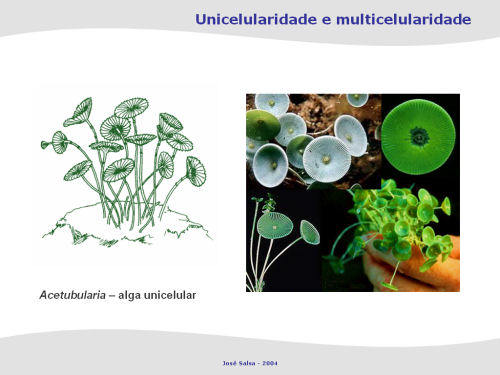 Unicelularidade e multicelularidade
Acetubularia – alga unicelular
José Salsa - 2004